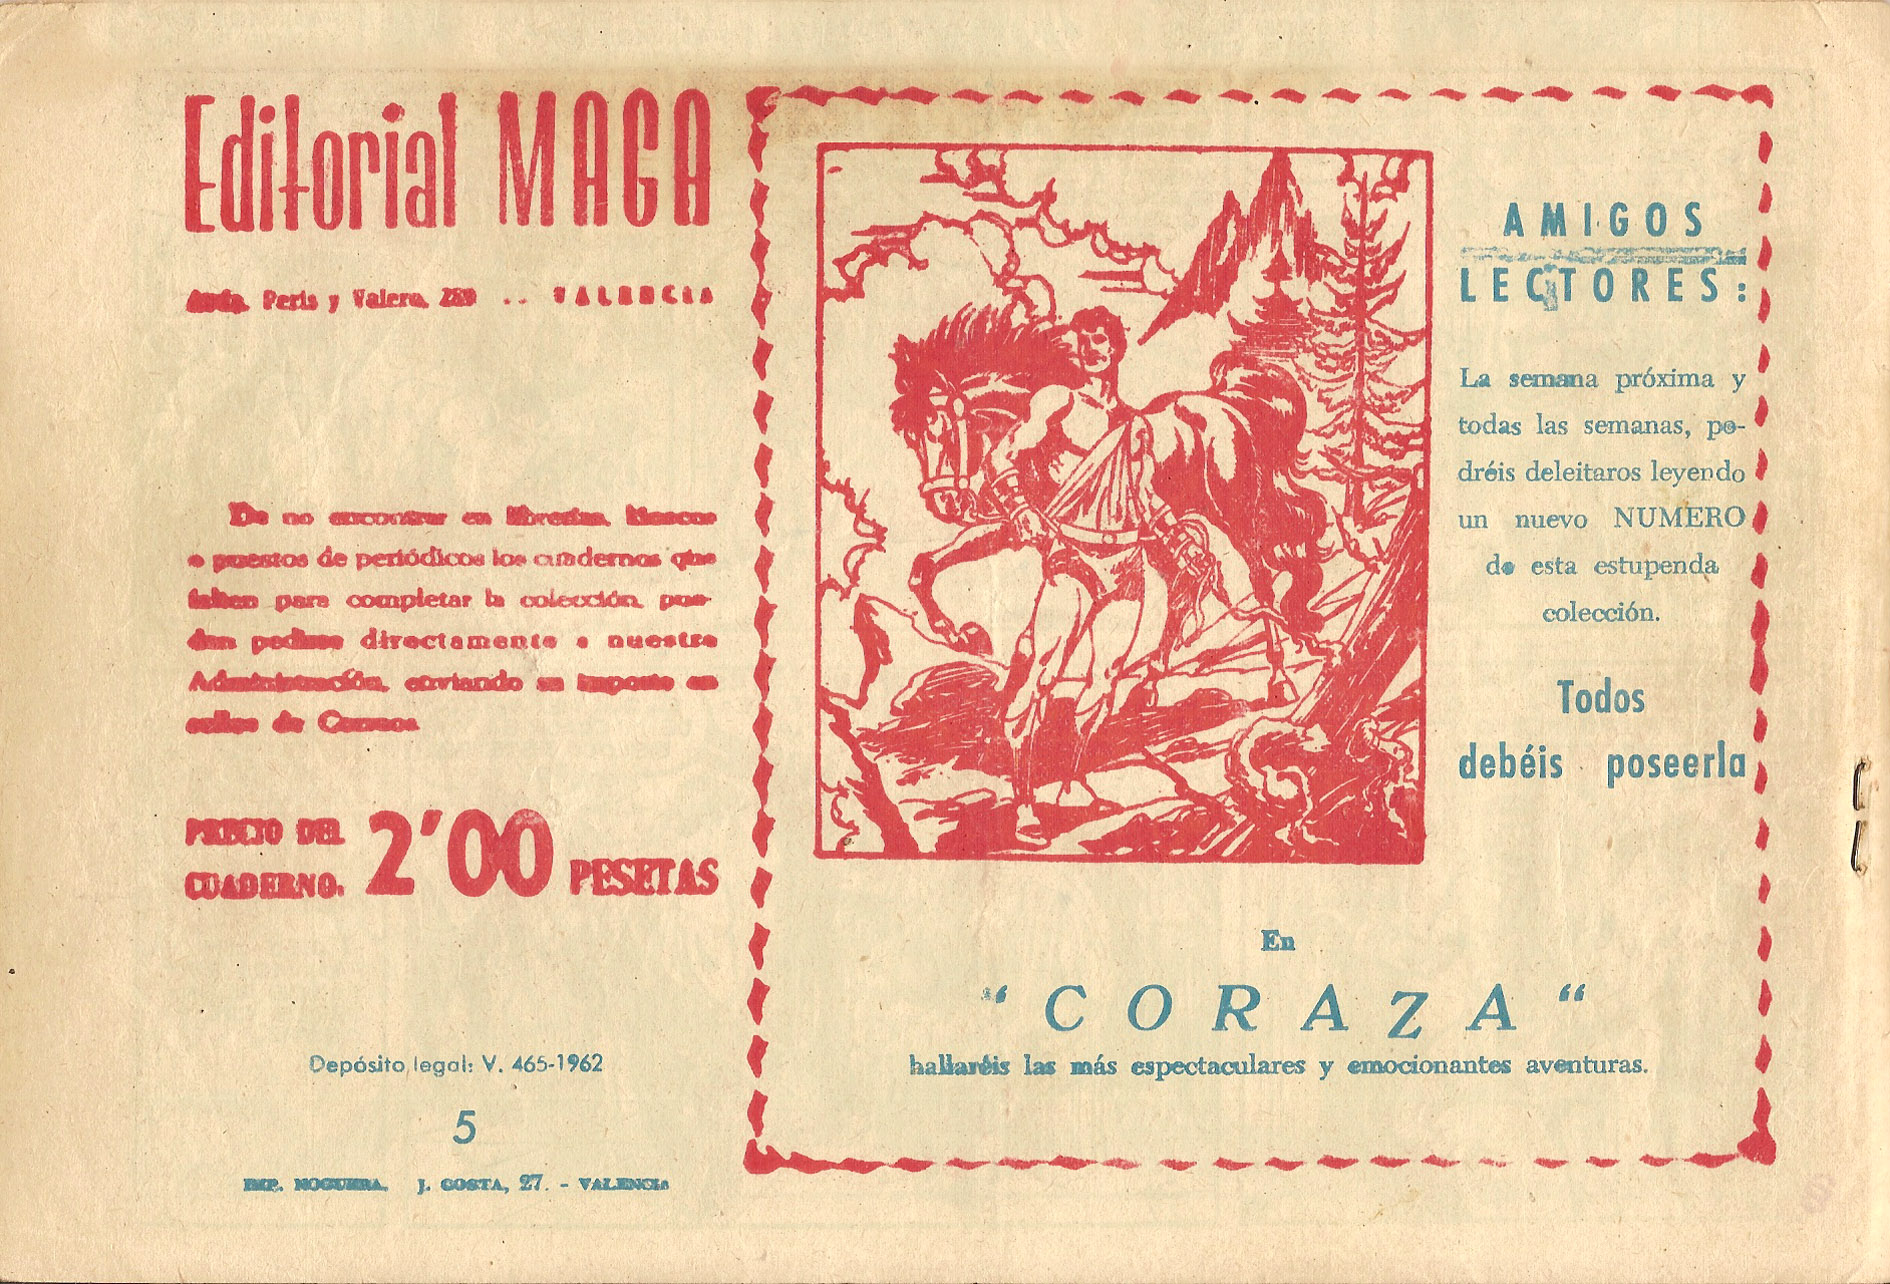 Editorial MAGA
Avda. Peris y Valero, 289 .. VALENCIA
De no encontrar en librerías, kioscos
o puestos de periódicos los cuadernos que
falten para completar la colección, pue-
den pedirse directamente a nuestra
Administración, enviando su importe en
sellos de Correos.
PRECIO DEL
CUADERNO. 2'00 PESETAS
Depósito legal: V. 465-1962
5
IMP. NOGUERA. J. COSTA, 27. - VALENCIA
AMIGOS
LECTORES:
La semana próxima y
todas las semanas, po-
dréis deleitaros leyendo
un nuevo NUMERO
de esta estupenda
colección.
Todos
debéis poseerla
En
"CORAZA"
hallaréis las más espectaculares y emocionantes aventuras.